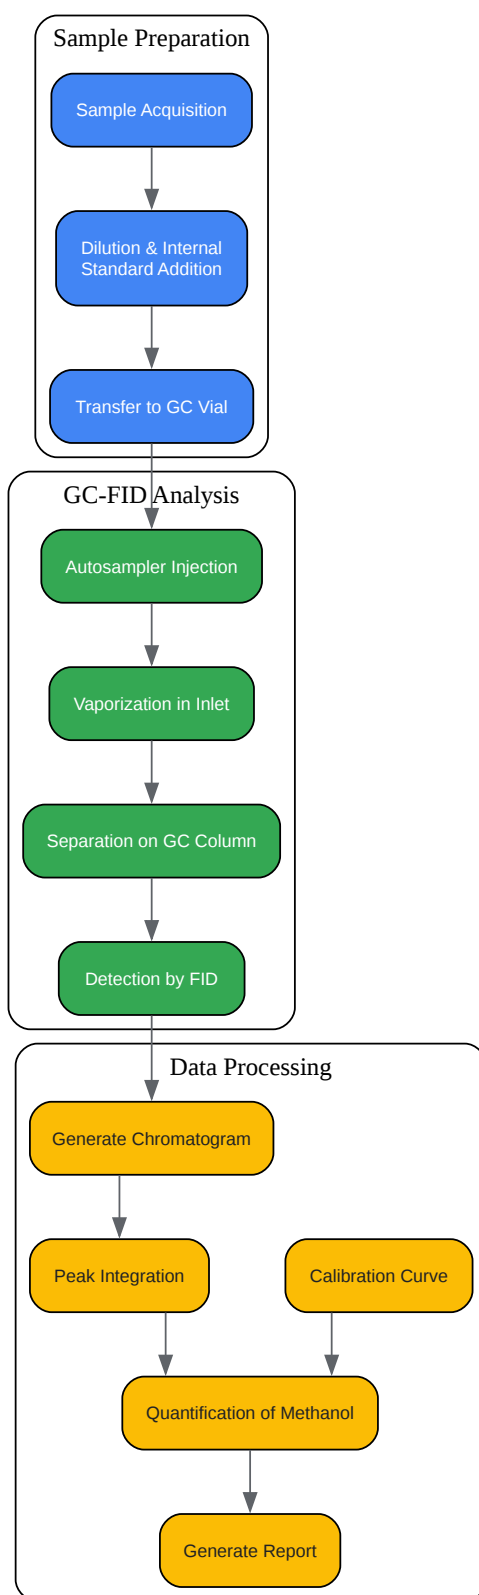 Sample Preparation
Sample Acquisition
Dilution & Internal
Standard Addition
Transfer to GC Vial
GC-FID Analysis
Autosampler Injection
Vaporization in Inlet
Separation on GC Column
Detection by FID
Data Processing
Generate Chromatogram
Peak Integration
Calibration Curve
Quantification of Methanol
Generate Report